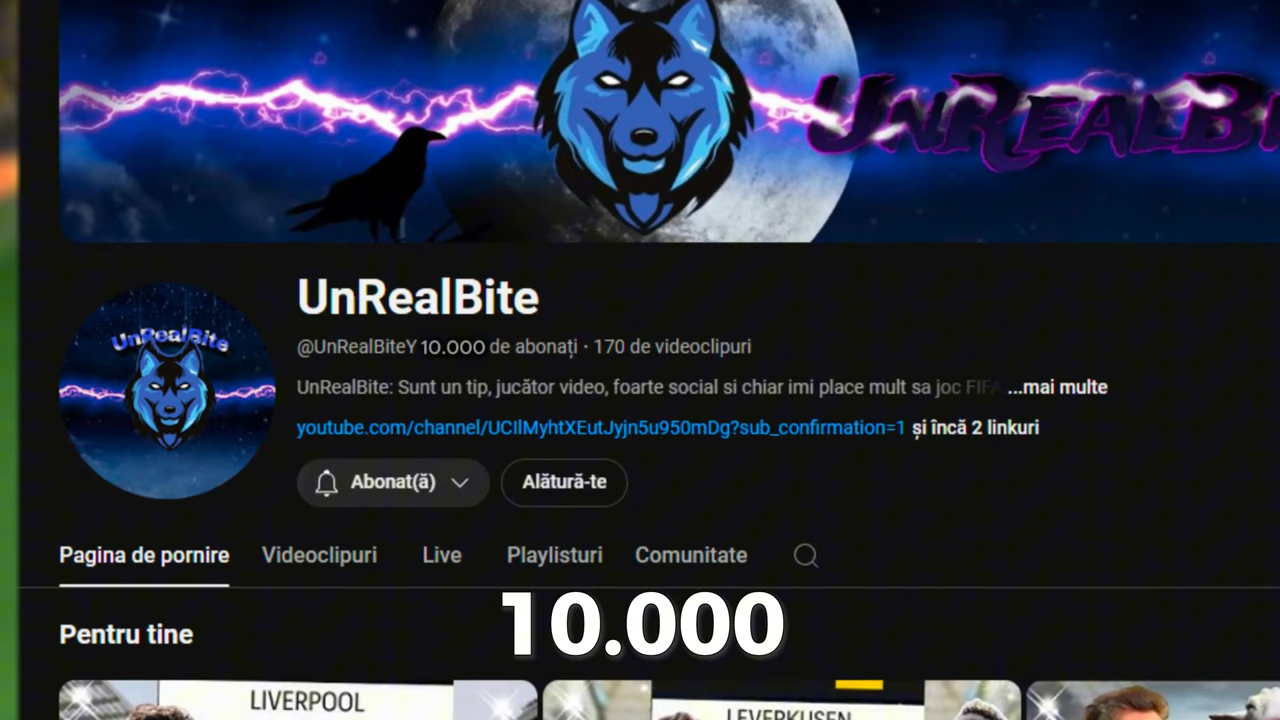 UnRealBi
UnRealBite
UnRealBite
@UnRealBiteY 10.000 de abonați · 170 de videoclipuri
UnRealBite: Sunt un tip, jucător video, foarte social si chiar imi place mult sa joc FIFA ...mai multe
youtube.com/channel/UCIlMyhtXEutJyjn5u950mDg?sub_confirmation=1 și încă 2 linkuri
Abonat(ă) Alătură-te
Pagina de pornire Videoclipuri Live Playlisturi Comunitate
10.000
Pentru tine
LIVERPOOL LEVERKUSEN